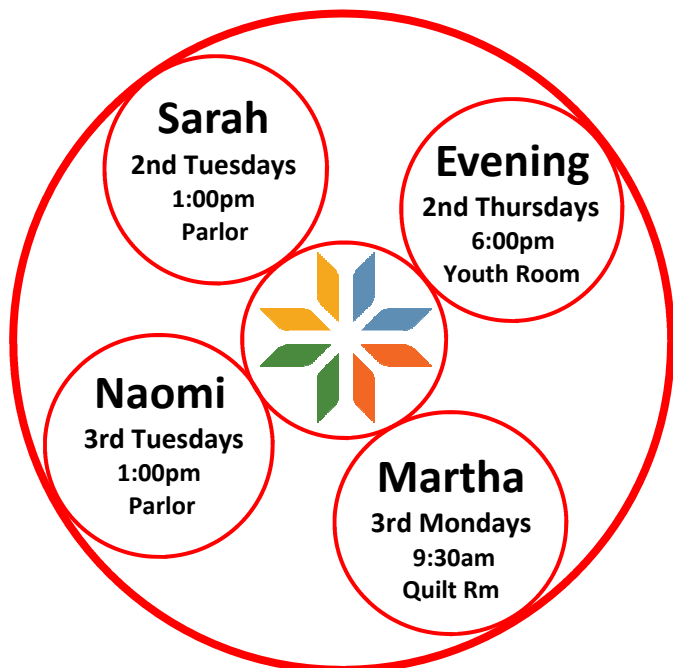 Sarah
2nd Tuesdays
1:00pm
Parlor
Evening
2nd Thursdays
6:00pm
Youth Room
Naomi
3rd Tuesdays
1:00pm
Parlor
Martha
3rd Mondays
9:30am
Quilt Rm